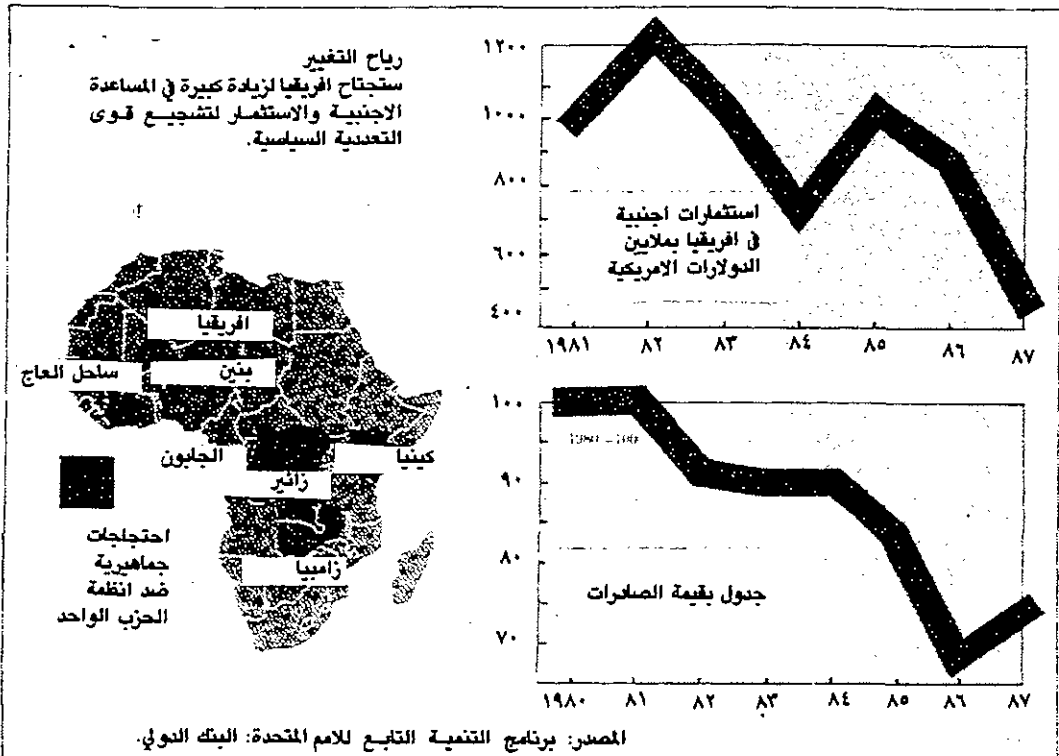 رياح التغيير
ستجتاح افريقيا لزيادة كبيرة في المساعدة
الاجنبية والاستثمار لتشجيع قوى
التعددية السياسية.
١٢٠٠
١٠٠٠
٨٠٠
٦٠٠
٤٠٠
استثمارات اجنبية
في افريقيا بملايين
الدولارات الامريكية
١٩٨١ ٨٢ ٨٣ ٨٤ ٨٥ ٨٦ ٨٧
افريقيا
بنين
ساحل العاج
الجابون
كينيا
زائير
زامبيا
احتجاجات
جماهيرية
ضد انظمة
الحزب الواحد
١٠٠
1980 - 100
٩٠
٨٠
٧٠
جدول بقيمة الصادرات
١٩٨٠ ٨١ ٨٢ ٨٣ ٨٤ ٨٥ ٨٦ ٨٧
المصدر: برنامج التنمية التابع للامم المتحدة: البنك الدولي.